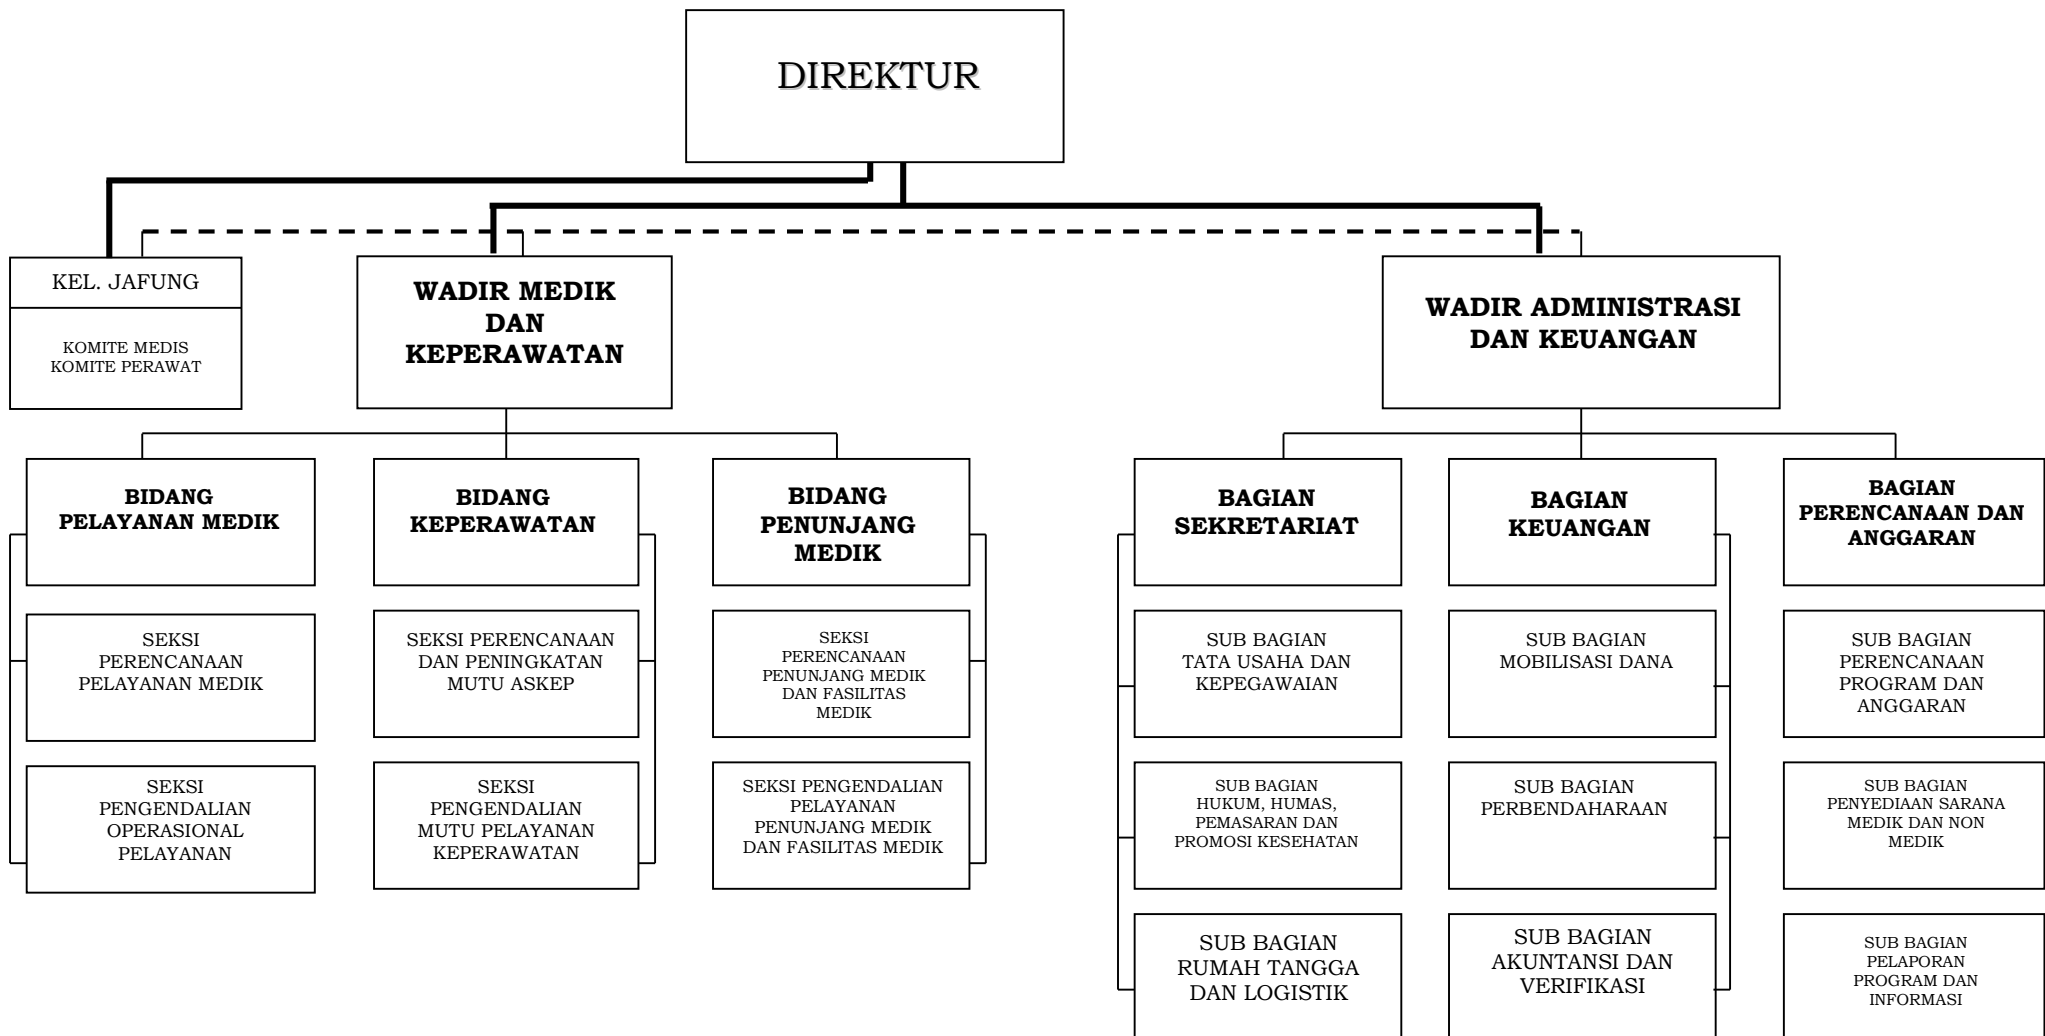 DIREKTUR
KEL. JAFUNG
KOMITE MEDIS
KOMITE PERAWAT
WADIR MEDIK
DAN
KEPERAWATAN
WADIR ADMINISTRASI
DAN KEUANGAN
BIDANG
PELAYANAN MEDIK
BIDANG
KEPERAWATAN
BIDANG
PENUNJANG
MEDIK
BAGIAN
SEKRETARIAT
BAGIAN
KEUANGAN
BAGIAN
PERENCANAAN DAN
ANGGARAN
SEKSI
PERENCANAAN
PELAYANAN MEDIK
SEKSI PERENCANAAN
DAN PENINGKATAN
MUTU ASKEP
SEKSI
PERENCANAAN
PENUNJANG MEDIK
DAN FASILITAS
MEDIK
SUB BAGIAN
TATA USAHA DAN
KEPEGAWAIAN
SUB BAGIAN
MOBILISASI DANA
SUB BAGIAN
PERENCANAAN
PROGRAM DAN
ANGGARAN
SEKSI
PENGENDALIAN
OPERASIONAL
PELAYANAN
SEKSI
PENGENDALIAN
MUTU PELAYANAN
KEPERAWATAN
SEKSI PENGENDALIAN
PELAYANAN
PENUNJANG MEDIK
DAN FASILITAS MEDIK
SUB BAGIAN
HUKUM, HUMAS,
PEMASARAN DAN
PROMOSI KESEHATAN
SUB BAGIAN
PERBENDAHARAAN
SUB BAGIAN
PENYEDIAAN SARANA
MEDIK DAN NON
MEDIK
SUB BAGIAN
RUMAH TANGGA
DAN LOGISTIK
SUB BAGIAN
AKUNTANSI DAN
VERIFIKASI
SUB BAGIAN
PELAPORAN
PROGRAM DAN
INFORMASI